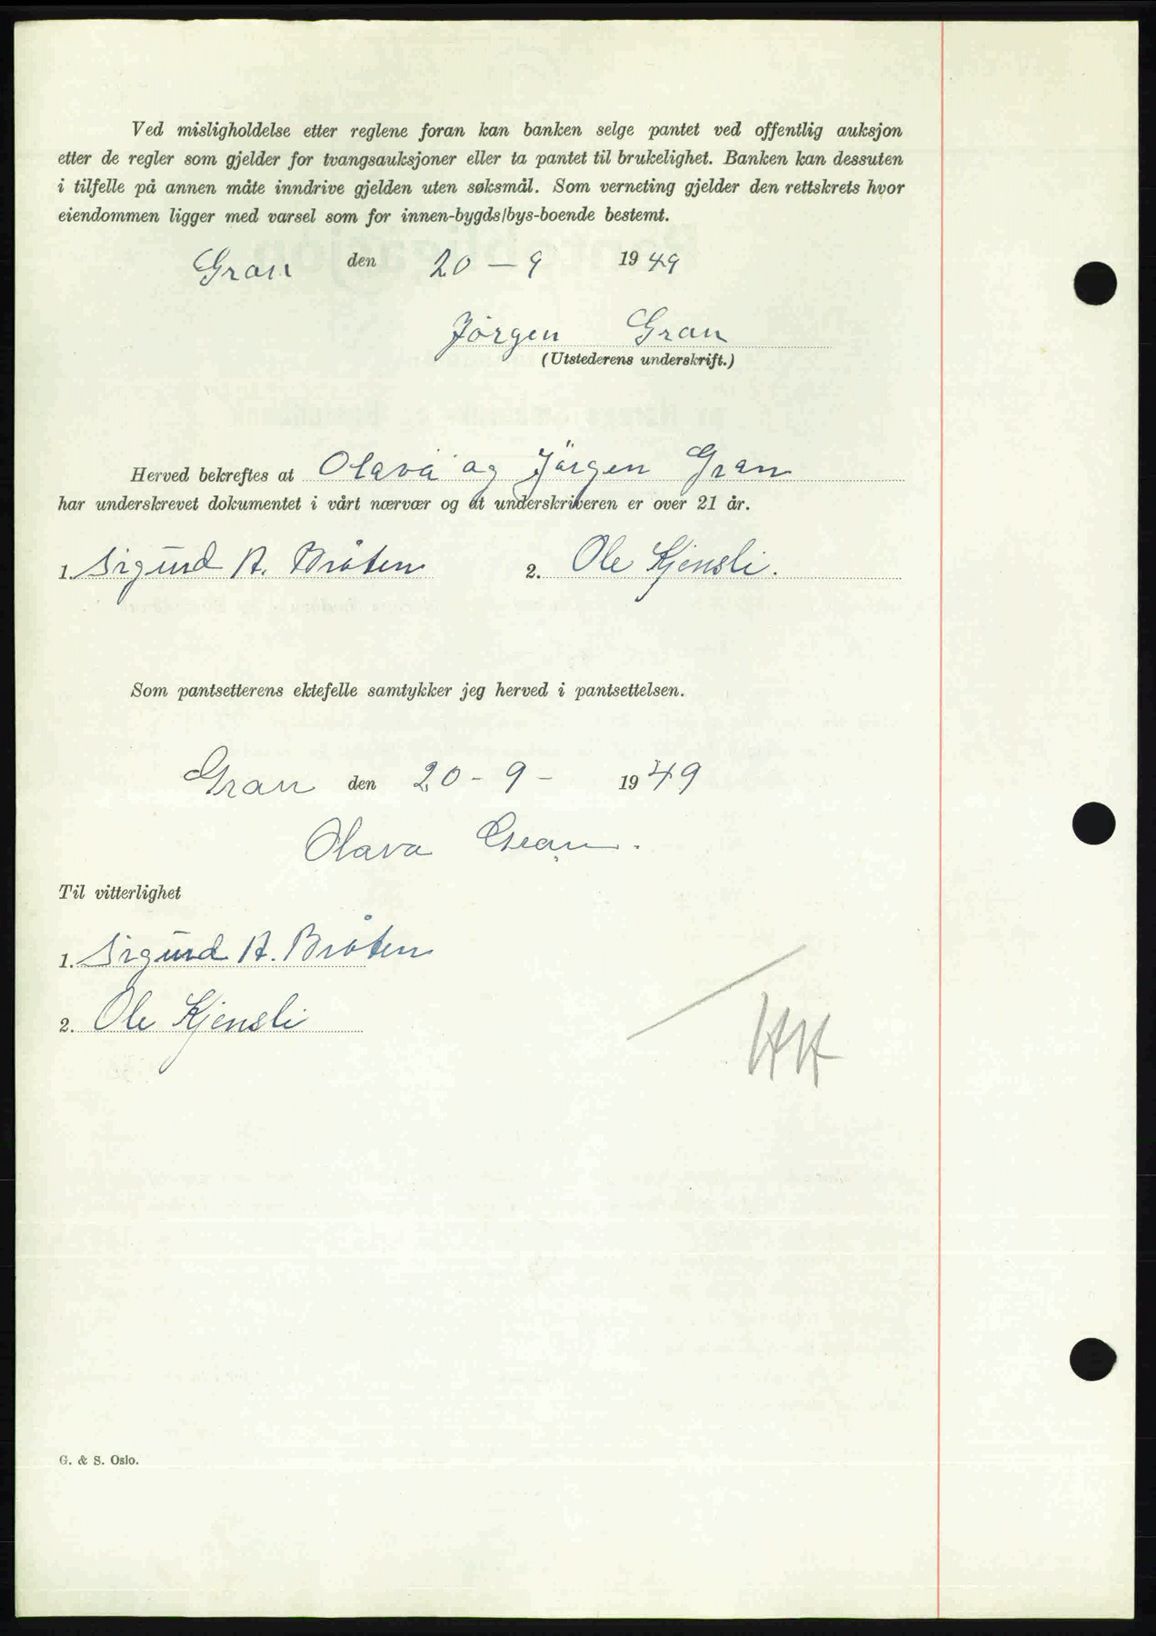 Ved misligholdelse etter reglene foran kan banken selge pantet ved offentlig auksjon
etter de regler som gjelder for tvangsauksjoner eller ta pantet til brukelighet. Banken kan dessuten
i tilfelle på annen måte inndrive gjelden uten søksmål. Som verneting gjelder den rettskrets hvor
eiendommen ligger med varsel som for innen-bygds/bys-boende bestemt.
Gran den 20 - 9 1949
Jörgen Gran
(Utstederens underskrift.)
Herved bekreftes at Olava og Jörgen Gran
har underskrevet dokumentet i vårt nærvær og at underskriveren er over 21 år.
1. Sigurd A. Bråten 2. Ole Kjensli.
Som pantsetterens ektefelle samtykker jeg herved i pantsettelsen.
Gran den 20 - 9 - 1949
Olava Gran.
Til vitterlighet
1. Sigurd A. Bråten
2. Ole Kjensli
HH
G. & S. Oslo.